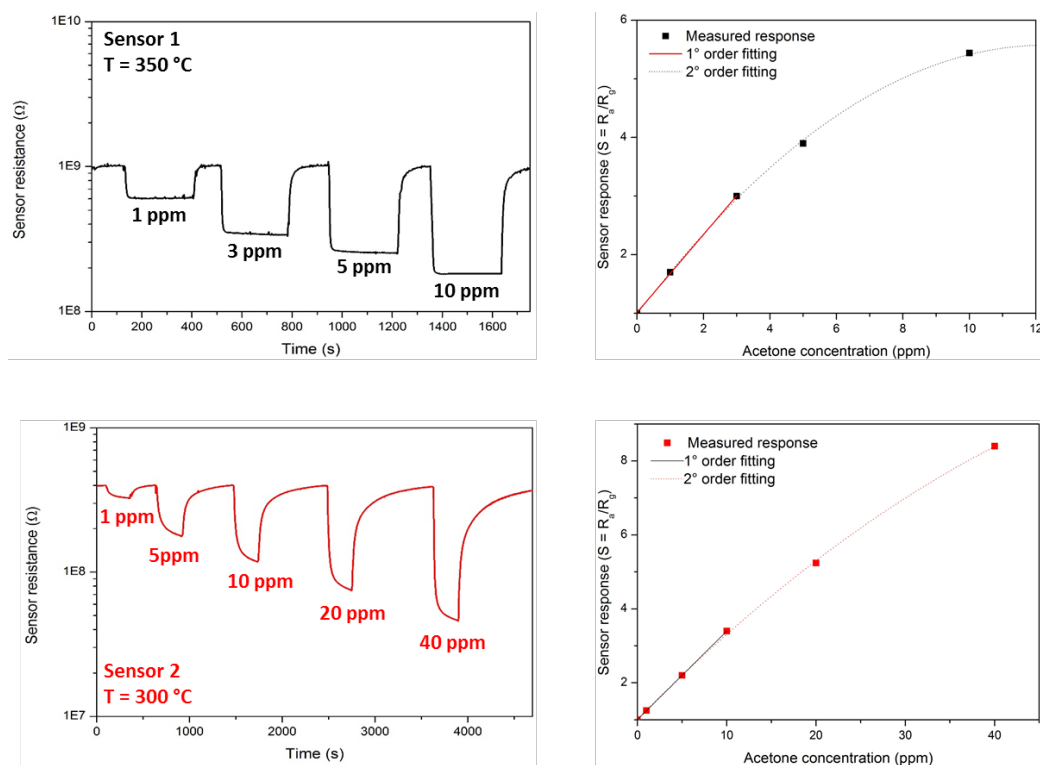 Sensor 1
T = 350 °C
1E10
1E9
1E8
Sensor resistance (Ω)
1 ppm
3 ppm
5 ppm
10 ppm
0 200 400 600 800 1000 1200 1400 1600
Time (s)
Measured response
1° order fitting
2° order fitting
6
4
2
Sensor response (S = Ra/Rg)
0 2 4 6 8 10 12
Acetone concentration (ppm)
1E9
1E8
1E7
Sensor resistance (Ω)
1 ppm
5ppm
10 ppm
20 ppm
40 ppm
Sensor 2
T = 300 °C
0 1000 2000 3000 4000
Time (s)
Measured response
1° order fitting
2° order fitting
8
6
4
2
Sensor response (S = Ra/Rg)
0 10 20 30 40
Acetone concentration (ppm)